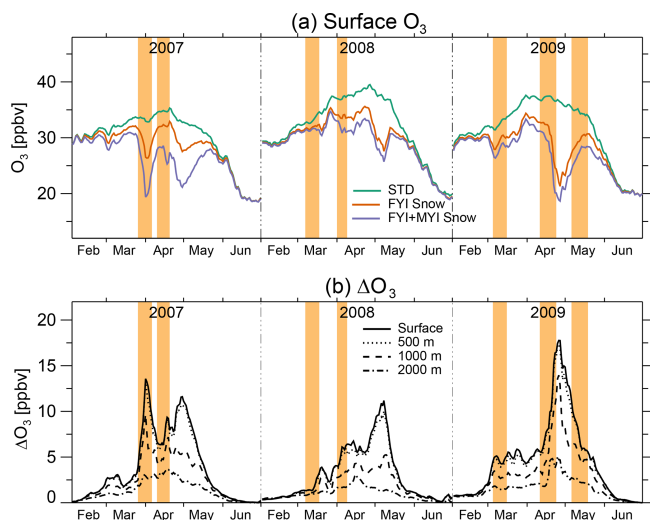 (a) Surface O3
2007 2008 2009
40
30
20
O3 [ppbv]
STD
FYI Snow
FYI+MYI Snow
Feb Mar Apr May Jun Feb Mar Apr May Jun Feb Mar Apr May Jun
(b) ΔO3
2007 2008 2009
20
15
10
5
0
ΔO3 [ppbv]
Surface
500 m
1000 m
2000 m
Feb Mar Apr May Jun Feb Mar Apr May Jun Feb Mar Apr May Jun